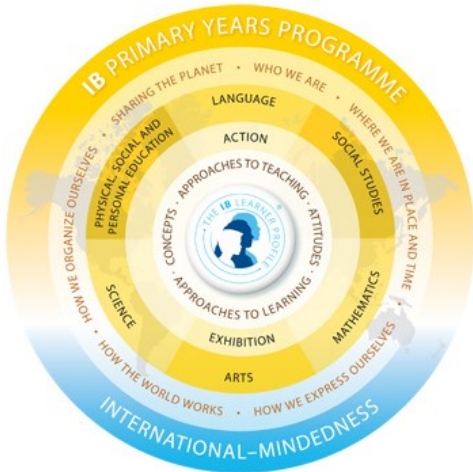 IB PRIMARY YEARS PROGRAMME
SHARING THE PLANET • WHO WE ARE • WHERE WE ARE IN PLACE AND TIME • HOW WE EXPRESS OURSELVES • HOW THE WORLD WORKS • HOW WE ORGANIZE OURSELVES •
LANGUAGE
SOCIAL STUDIES
MATHEMATICS
ARTS
SCIENCE
PHYSICAL, SOCIAL AND
PERSONAL EDUCATION
ACTION
EXHIBITION
APPROACHES TO TEACHING · ATTITUDES · APPROACHES TO LEARNING · CONCEPTS ·
THE IB LEARNER PROFILE
®
INTERNATIONAL–MINDEDNESS